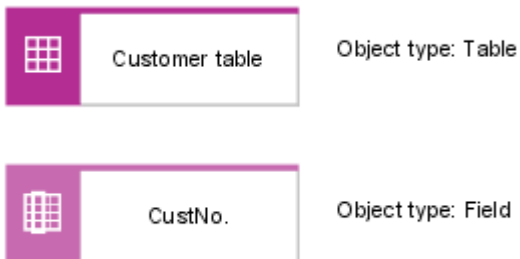 Customer table
Object type: Table
CustNo.
Object type: Field